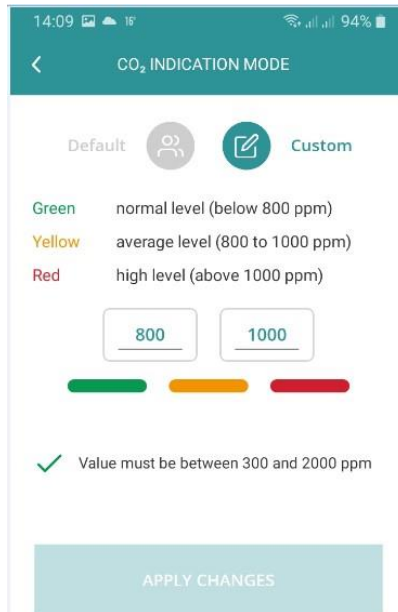 14:09 16° 94%
CO₂ INDICATION MODE
Default Custom
Green normal level (below 800 ppm)
Yellow average level (800 to 1000 ppm)
Red high level (above 1000 ppm)
800 1000
Value must be between 300 and 2000 ppm
APPLY CHANGES